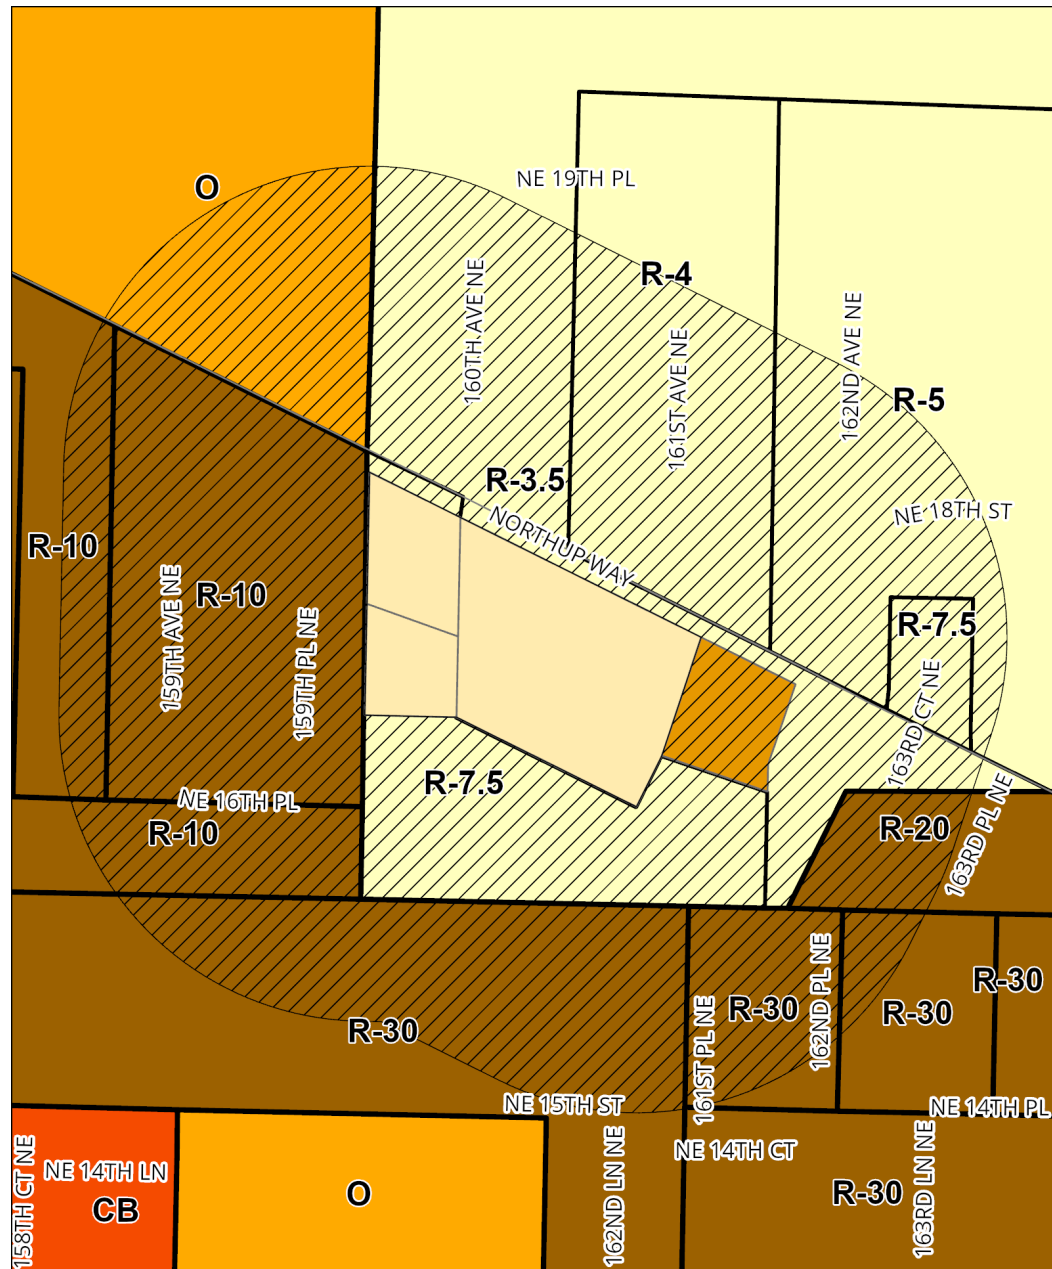 O
NE 19TH PL
R-4
160TH AVE NE
161ST AVE NE
162ND AVE NE
R-5
R-3.5
NORTHUP WAY
NE 18TH ST
R-10
R-10
159TH AVE NE
159TH PL NE
R-7.5
163RD CT NE
R-7.5
NE 16TH PL
R-10
R-20
163RD PL NE
R-30
R-30
R-30
R-30
161ST PL NE
162ND PL NE
NE 15TH ST
NE 14TH PL
NE 14TH CT
158TH CT NE
NE 14TH LN
CB
O
162ND LN NE
R-30
163RD LN NE